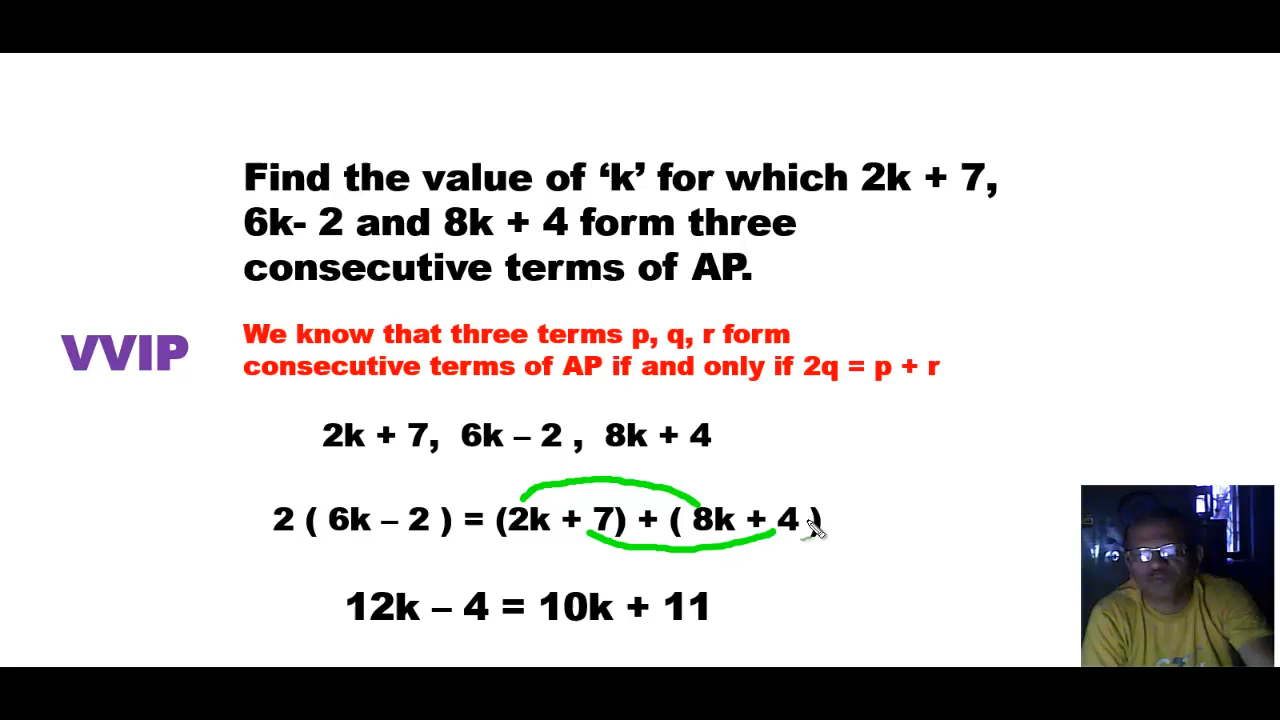 Find the value of ‘k’ for which 2k + 7,
6k- 2 and 8k + 4 form three
consecutive terms of AP.
VVIP
We know that three terms p, q, r form
consecutive terms of AP if and only if 2q = p + r
2k + 7, 6k – 2 , 8k + 4
2 ( 6k – 2 ) = (2k + 7) + ( 8k + 4 )
12k – 4 = 10k + 11